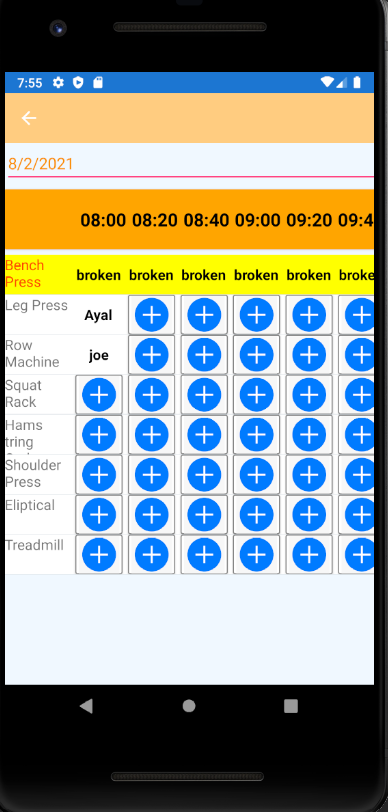 7:55
8/2/2021
08:00 08:20 08:40 09:00 09:20 09:4
Bench
Press
broken broken broken broken broken broke
Leg Press
Ayal
Row
Machine
joe
Squat
Rack
Hams
tring
Shoulder
Press
Eliptical
Treadmill